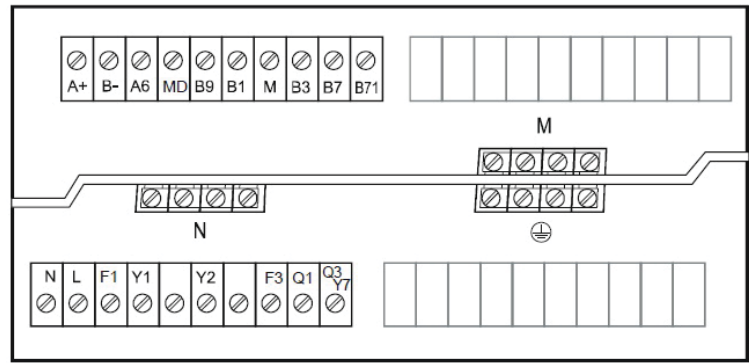 A+ B- A6 MD B9 B1 M B3 B7 B71
M
N
N L F1 Y1 Y2 F3 Q1 Q3
Y7